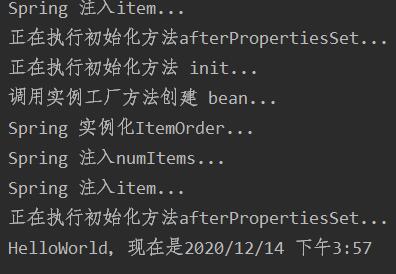 Spring 注入item...
正在执行初始化方法afterPropertiesSet...
正在执行初始化方法 init...
调用实例工厂方法创建 bean...
Spring 实例化ItemOrder...
Spring 注入numItems...
Spring 注入item...
正在执行初始化方法afterPropertiesSet...
HelloWorld，现在是2020/12/14 下午3:57